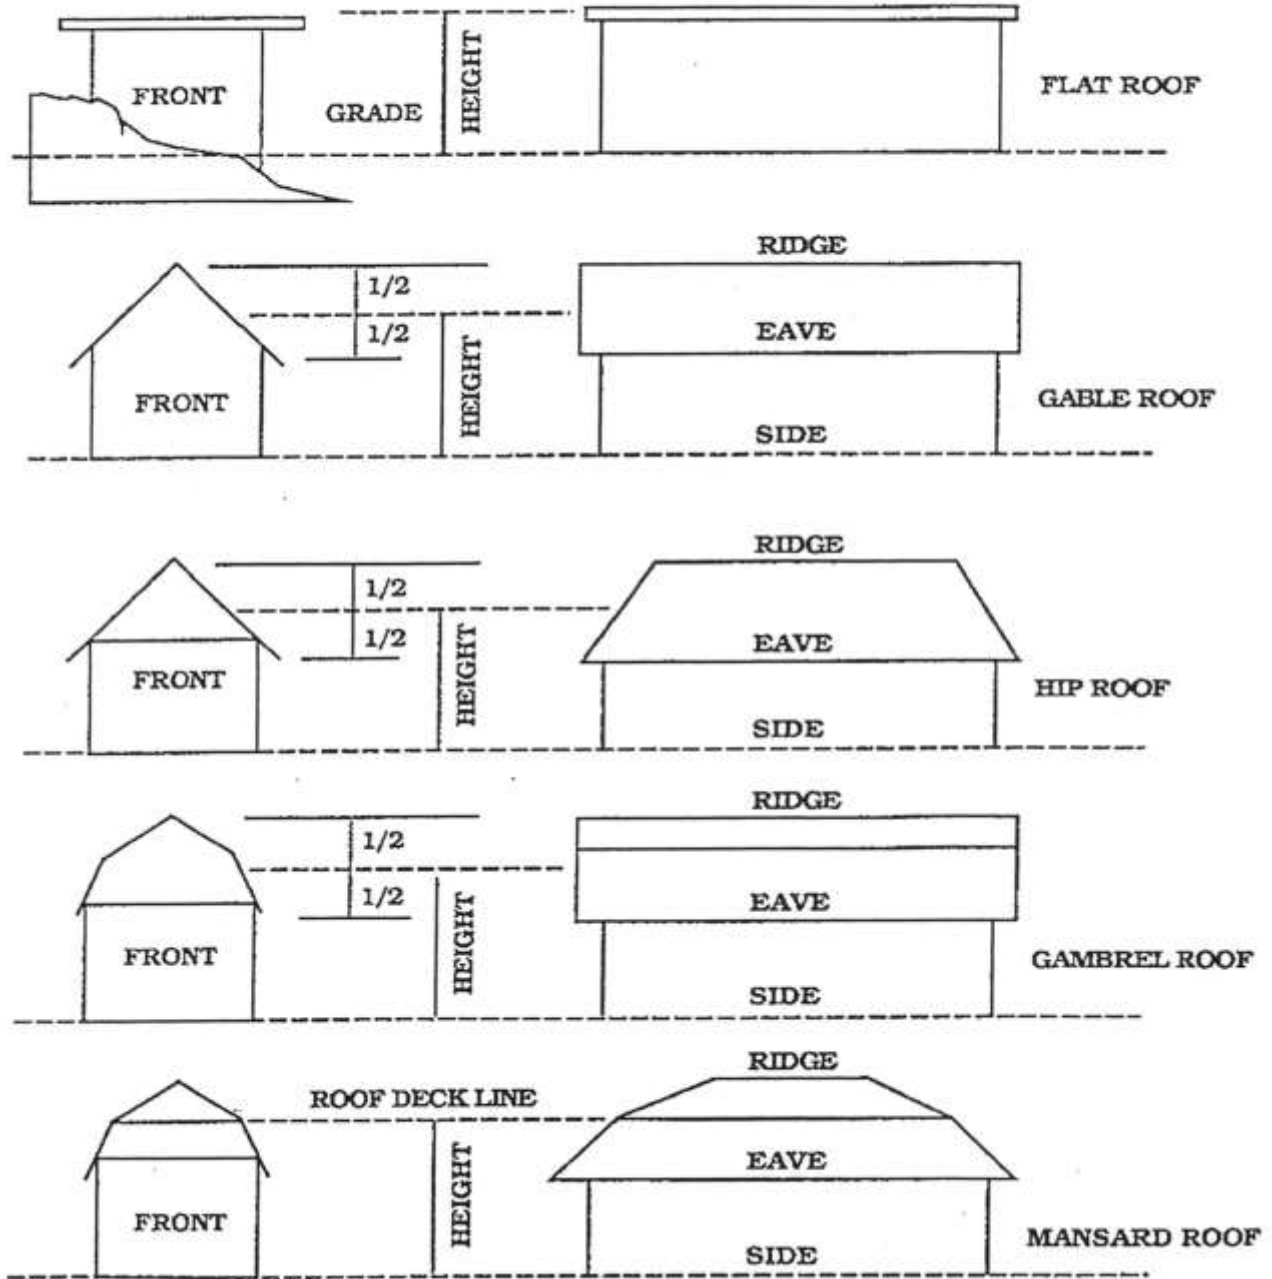 FRONT
GRADE
HEIGHT
FLAT ROOF
RIDGE
1/2
1/2
EAVE
HEIGHT
FRONT
GABLE ROOF
SIDE
RIDGE
1/2
1/2
EAVE
HEIGHT
FRONT
HIP ROOF
SIDE
RIDGE
1/2
1/2
EAVE
HEIGHT
FRONT
GAMBREL ROOF
SIDE
RIDGE
ROOF DECK LINE
EAVE
HEIGHT
FRONT
MANSARD ROOF
SIDE